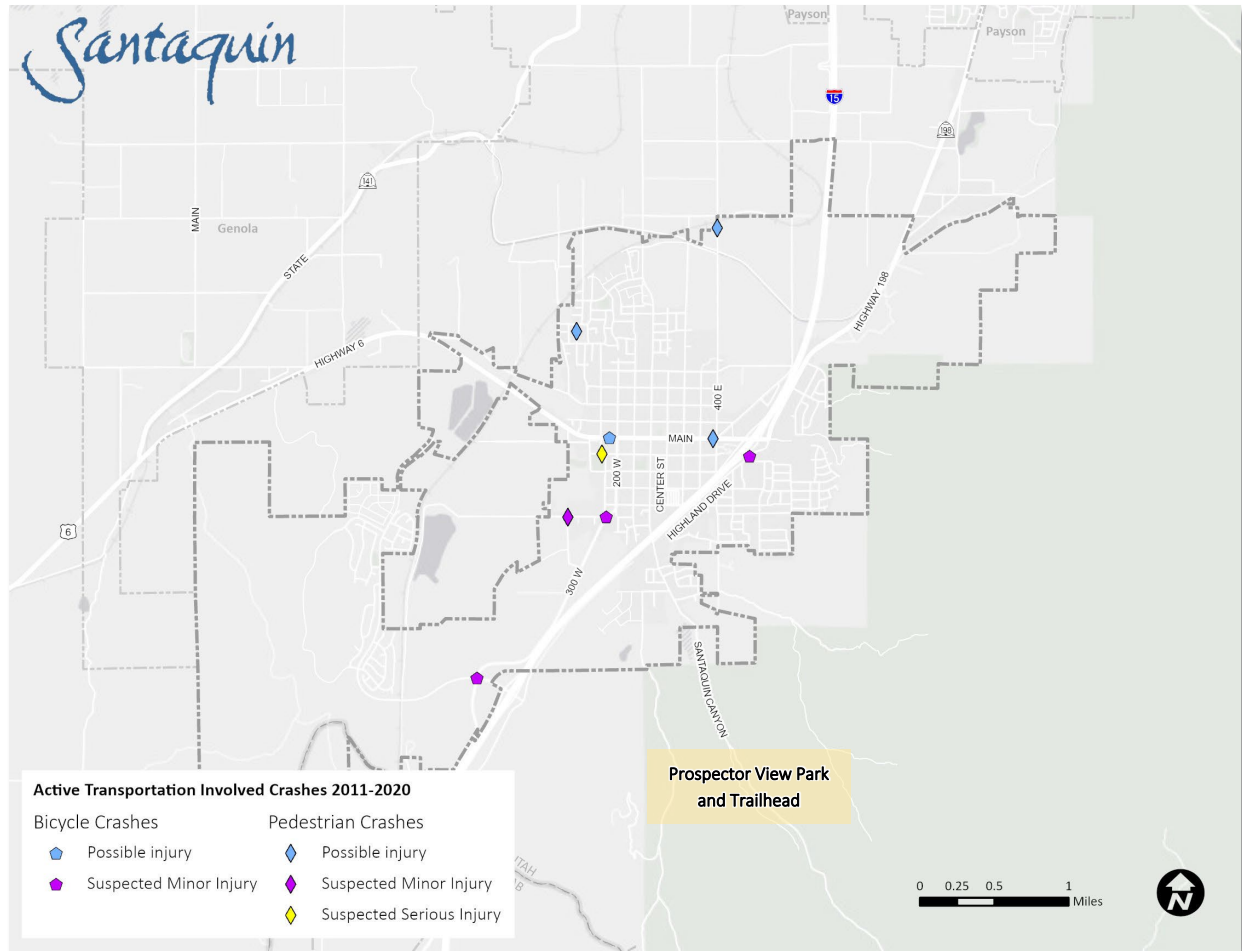 Santaquin
Payson
Payson
15
198
141
MAIN
Genola
STATE
HIGHWAY 198
HIGHWAY 6
400 E
MAIN
200 W
CENTER ST
HIGHLAND DRIVE
6
300 W
SANTAQUIN CANYON
Prospector View Park
and Trailhead
Active Transportation Involved Crashes 2011-2020
Bicycle Crashes
Pedestrian Crashes
Possible injury
Possible injury
Suspected Minor Injury
Suspected Minor Injury
Suspected Serious Injury
0 0.25 0.5 1
Miles
N